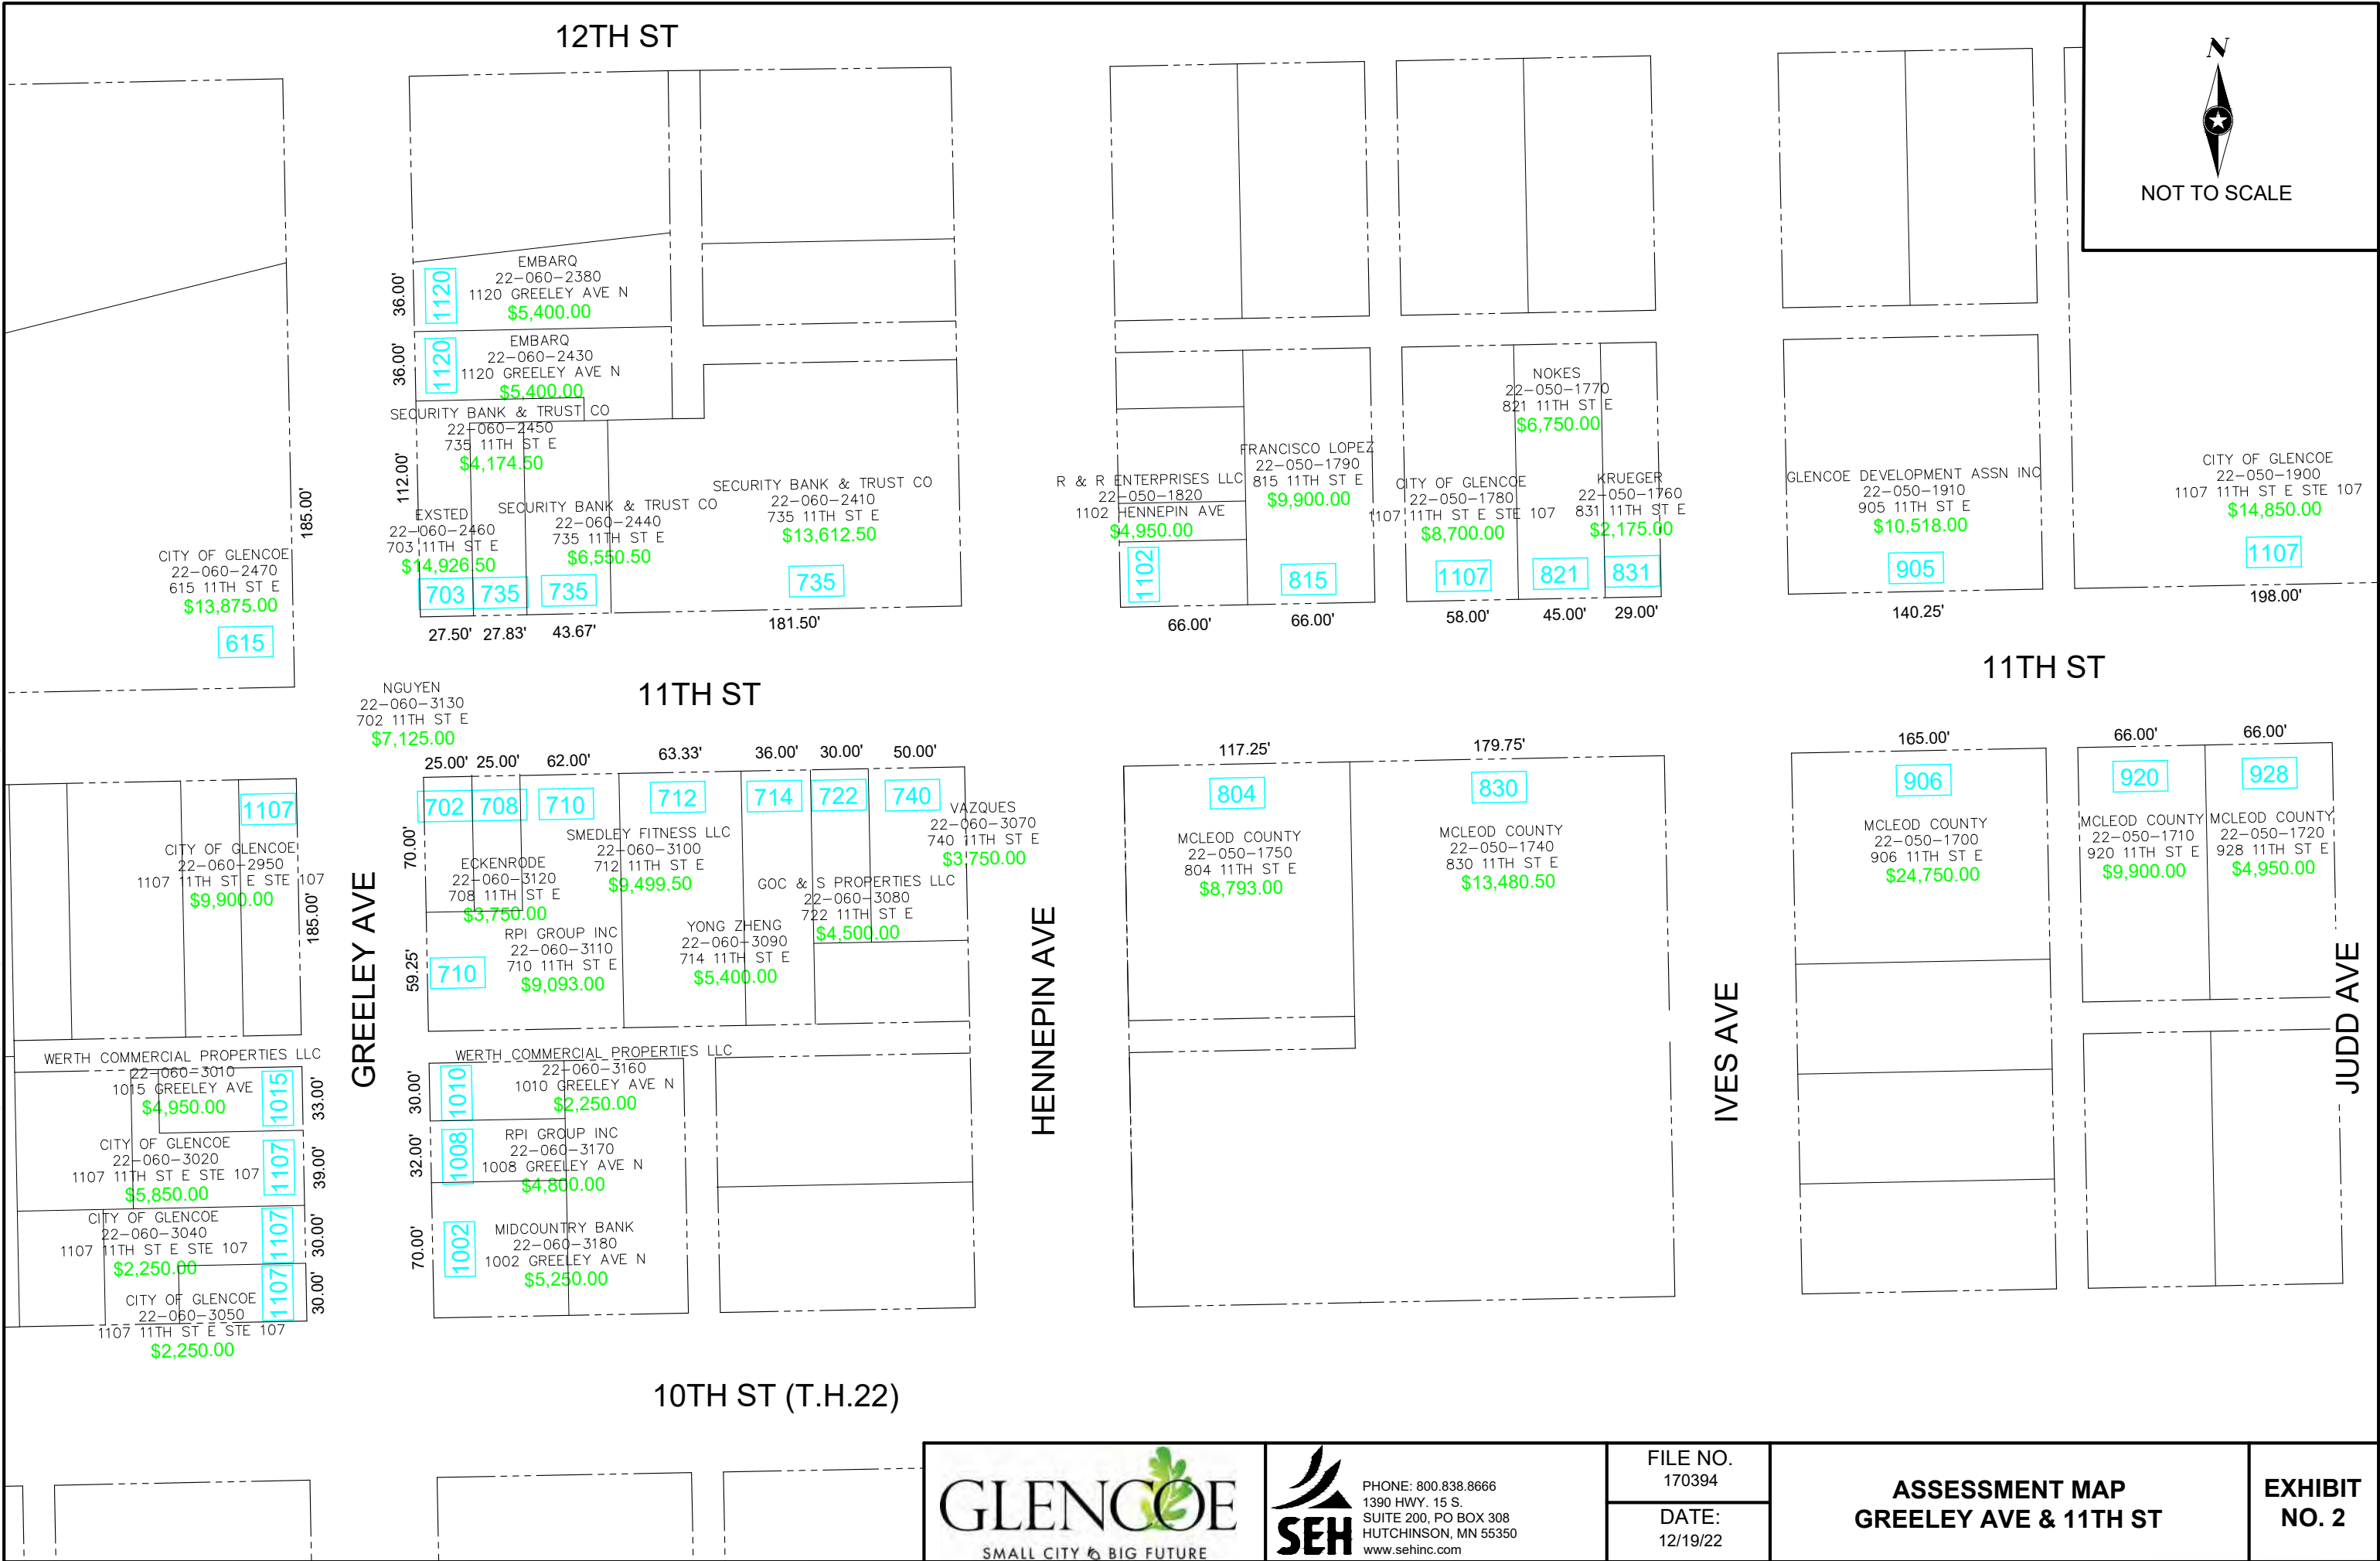 12TH ST
N
NOT TO SCALE
36.00'
1120
EMBARQ
22-060-2380
1120 GREELEY AVE N
$5,400.00
36.00'
1120
EMBARQ
22-060-2430
1120 GREELEY AVE N
$5,400.00
SECURITY BANK & TRUST CO
22-060-2450
735 11TH ST E
$4,174.50
112.00'
EXSTED
22-060-2460
703 11TH ST E
$14,926.50
SECURITY BANK & TRUST CO
22-060-2440
735 11TH ST E
$6,550.50
SECURITY BANK & TRUST CO
22-060-2410
735 11TH ST E
$13,612.50
703
735
735
735
27.50'
27.83'
43.67'
181.50'
185.00'
CITY OF GLENCOE
22-060-2470
615 11TH ST E
$13,875.00
615
R & R ENTERPRISES LLC
22-050-1820
1102 HENNEPIN AVE
$4,950.00
1102
66.00'
FRANCISCO LOPEZ
22-050-1790
815 11TH ST E
$9,900.00
815
66.00'
CITY OF GLENCOE
22-050-1780
1107 11TH ST E STE 107
$8,700.00
1107
58.00'
NOKES
22-050-1770
821 11TH ST E
$6,750.00
821
45.00'
KRUEGER
22-050-1760
831 11TH ST E
$2,175.00
831
29.00'
GLENCOE DEVELOPMENT ASSN INC
22-050-1910
905 11TH ST E
$10,518.00
905
140.25'
CITY OF GLENCOE
22-050-1900
1107 11TH ST E STE 107
$14,850.00
1107
198.00'
11TH ST
11TH ST
NGUYEN
22-060-3130
702 11TH ST E
$7,125.00
25.00'
25.00'
62.00'
63.33'
36.00'
30.00'
50.00'
702
708
710
712
714
722
740
70.00'
ECKENRODE
22-060-3120
708 11TH ST E
$3,750.00
SMEDLEY FITNESS LLC
22-060-3100
712 11TH ST E
$9,499.50
VAZQUES
22-060-3070
740 11TH ST E
$3,750.00
GOC & S PROPERTIES LLC
22-060-3080
722 11TH ST E
$4,500.00
59.25'
710
RPI GROUP INC
22-060-3110
710 11TH ST E
$9,093.00
YONG ZHENG
22-060-3090
714 11TH ST E
$5,400.00
1107
CITY OF GLENCOE
22-060-2950
1107 11TH ST E STE 107
$9,900.00
185.00'
GREELEY AVE
HENNEPIN AVE
IVES AVE
JUDD AVE
117.25'
804
MCLEOD COUNTY
22-050-1750
804 11TH ST E
$8,793.00
179.75'
830
MCLEOD COUNTY
22-050-1740
830 11TH ST E
$13,480.50
165.00'
906
MCLEOD COUNTY
22-050-1700
906 11TH ST E
$24,750.00
66.00'
920
MCLEOD COUNTY
22-050-1710
920 11TH ST E
$9,900.00
66.00'
928
MCLEOD COUNTY
22-050-1720
928 11TH ST E
$4,950.00
WERTH COMMERCIAL PROPERTIES LLC
22-060-3010
1015 GREELEY AVE
$4,950.00
1015
33.00'
CITY OF GLENCOE
22-060-3020
1107 11TH ST E STE 107
$5,850.00
1107
39.00'
CITY OF GLENCOE
22-060-3040
1107 11TH ST E STE 107
$2,250.00
1107
30.00'
CITY OF GLENCOE
22-060-3050
1107 11TH ST E STE 107
$2,250.00
1107
30.00'
WERTH COMMERCIAL PROPERTIES LLC
22-060-3160
1010 GREELEY AVE N
$2,250.00
1010
30.00'
RPI GROUP INC
22-060-3170
1008 GREELEY AVE N
$4,800.00
1008
32.00'
MIDCOUNTRY BANK
22-060-3180
1002 GREELEY AVE N
$5,250.00
1002
70.00'
10TH ST (T.H.22)
GLENCOE
SMALL CITY BIG FUTURE
SEH
PHONE: 800.838.8666
1390 HWY. 15 S.
SUITE 200, PO BOX 308
HUTCHINSON, MN 55350
www.sehinc.com
FILE NO.
170394
DATE:
12/19/22
ASSESSMENT MAP
GREELEY AVE & 11TH ST
EXHIBIT
NO. 2